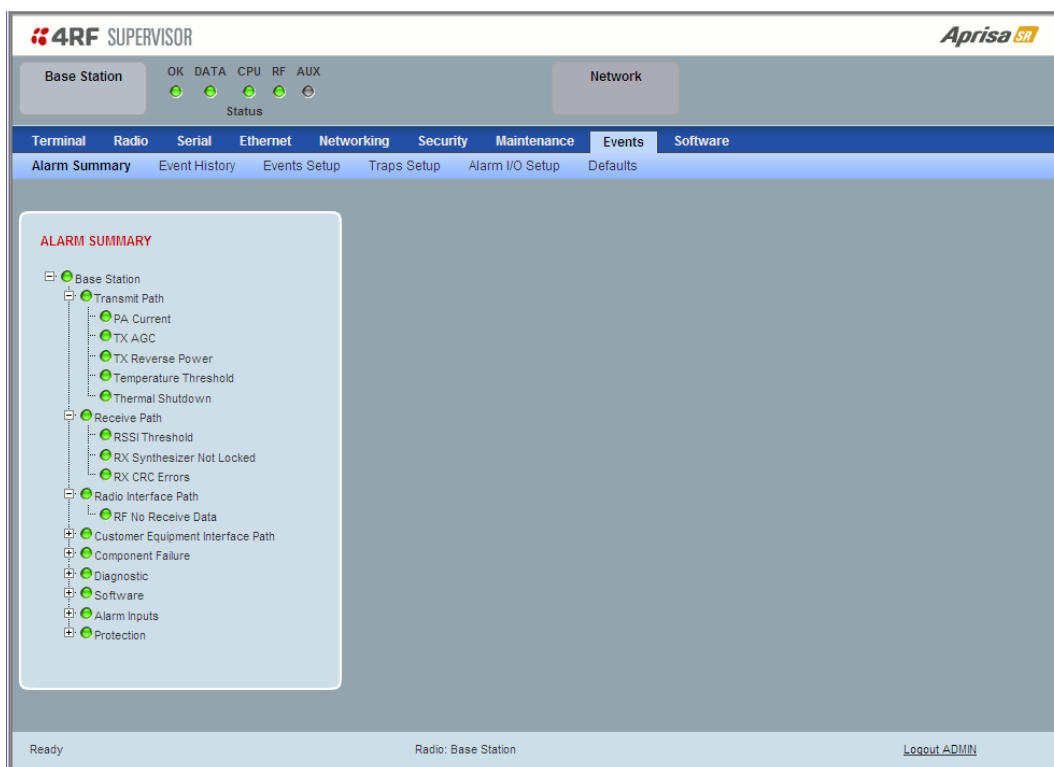 4RF SUPERVISOR
Aprisa SR
Base Station
OK DATA CPU RF AUX
Status
Network
Terminal Radio Serial Ethernet Networking Security Maintenance Events Software
Alarm Summary Event History Events Setup Traps Setup Alarm I/O Setup Defaults
ALARM SUMMARY
Base Station
Transmit Path
PA Current
TX AGC
TX Reverse Power
Temperature Threshold
Thermal Shutdown
Receive Path
RSSI Threshold
RX Synthesizer Not Locked
RX CRC Errors
Radio Interface Path
RF No Receive Data
Customer Equipment Interface Path
Component Failure
Diagnostic
Software
Alarm Inputs
Protection
Ready
Radio: Base Station
Logout ADMIN